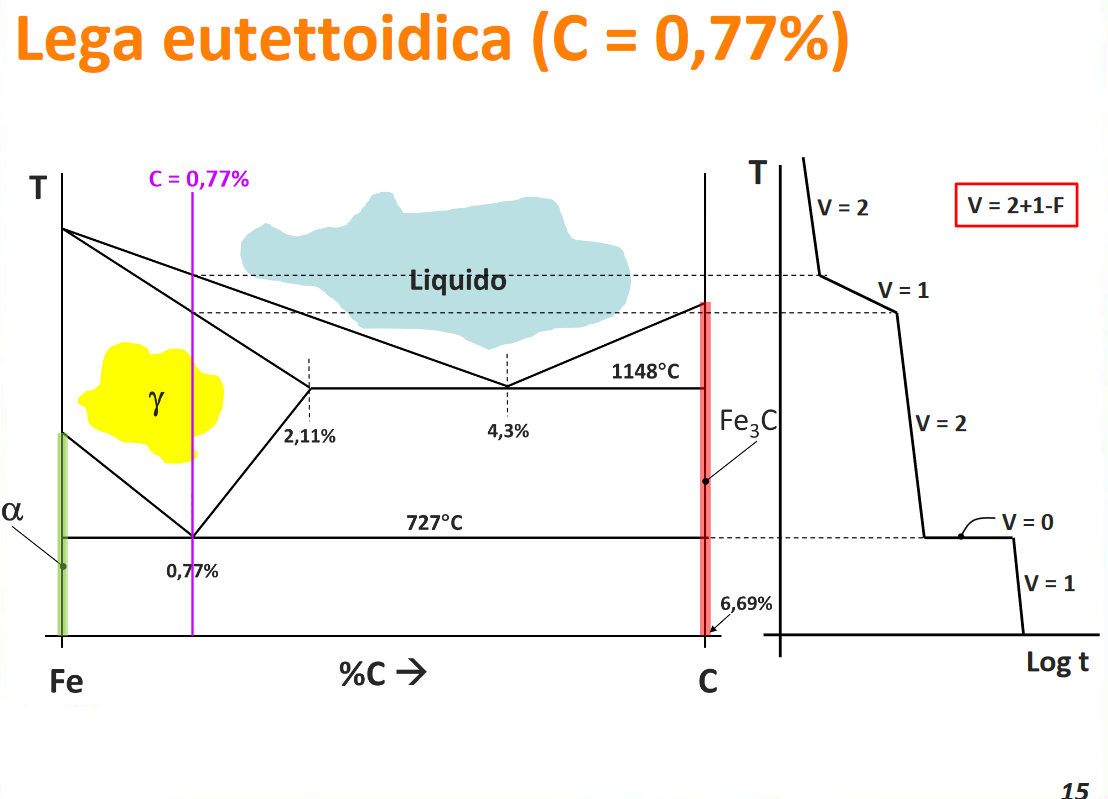 Lega eutettoidica (C = 0,77%)
T
C = 0,77%
Liquido
γ
1148°C
2,11%
4,3%
Fe₃C
α
727°C
0,77%
6,69%
Fe
%C →
C
T
V = 2
V = 2+1-F
V = 1
V = 2
V = 0
V = 1
Log t
15